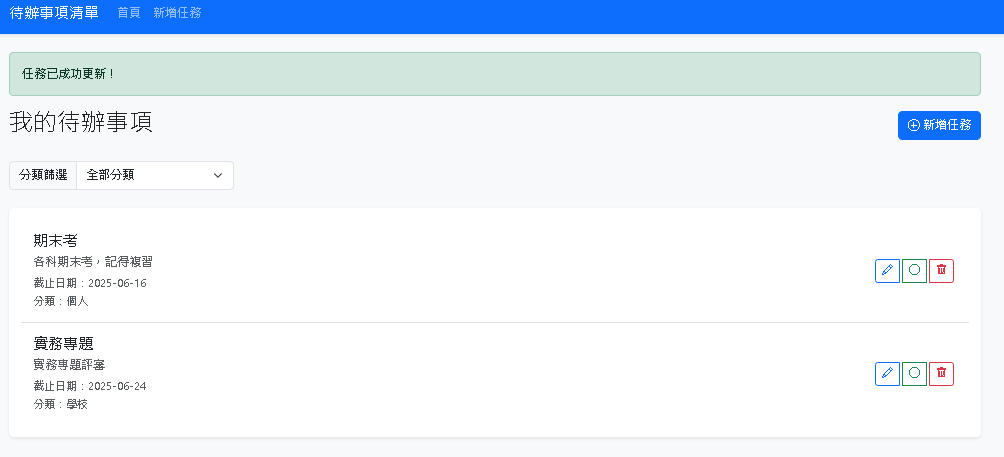 待辦事項清單 首頁 新增任務
任務已成功更新！
我的待辦事項
新增任務
分類篩選 全部分類
期末考
各科期末考，記得複習
截止日期：2025-06-16
分類：個人
實務專題
實務專題評審
截止日期：2025-06-24
分類：學校